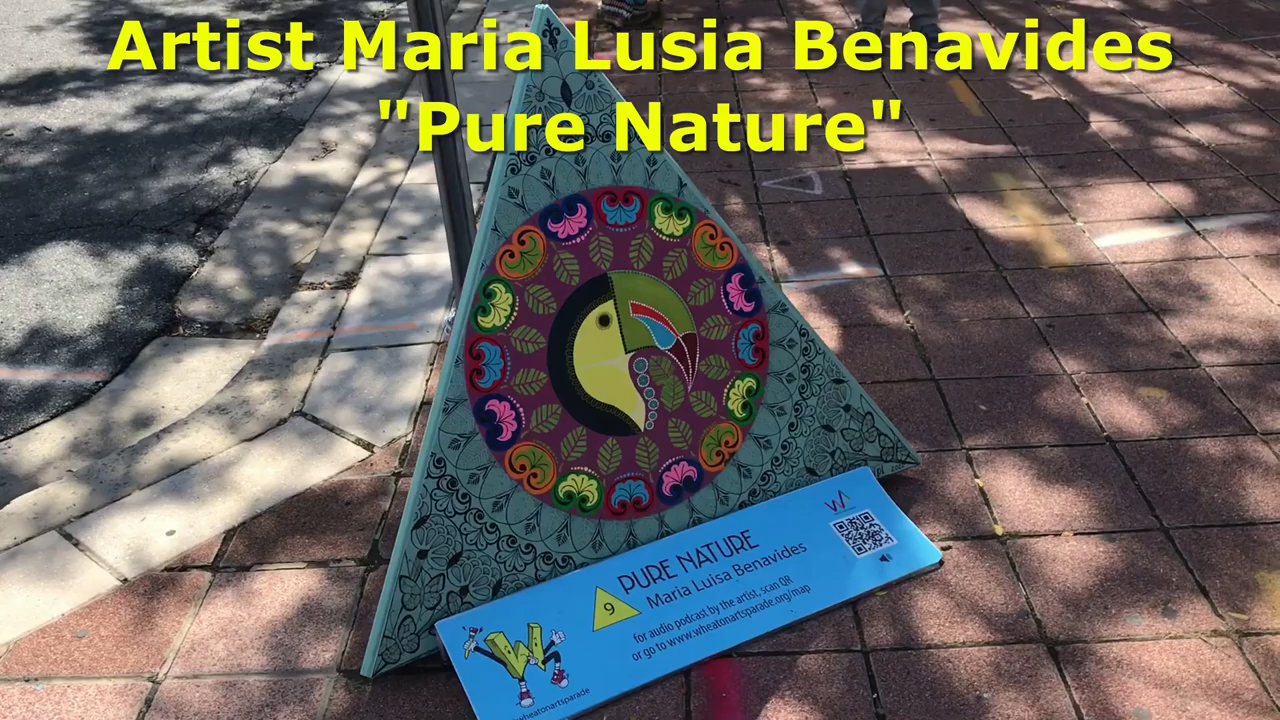 Artist Maria Lusia Benavides
"Pure Nature"
PURE NATURE
9
Maria Luisa Benavides
for audio podcast by the artist, scan QR
or go to www.wheatonartsparade.org/map
wheatonartsparade